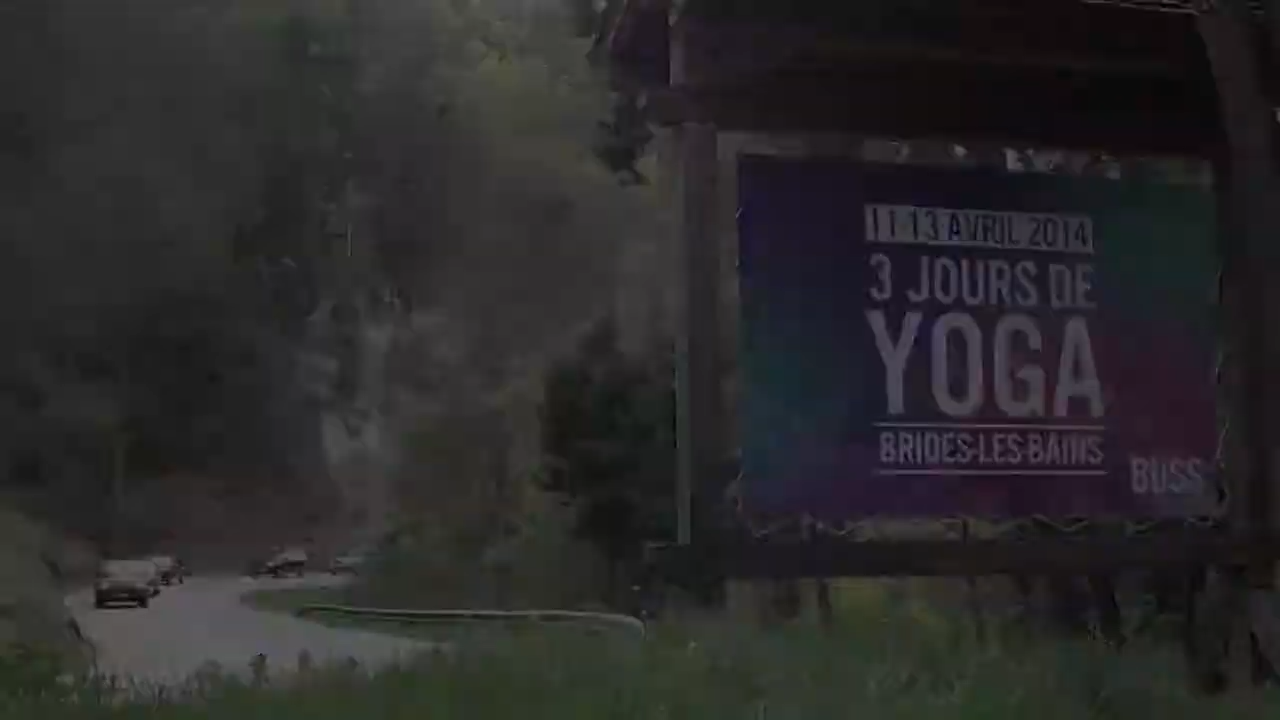 11 13 AVRIL 2014
3 JOURS DE
YOGA
BRIDES-LES-BAINS
BUSS